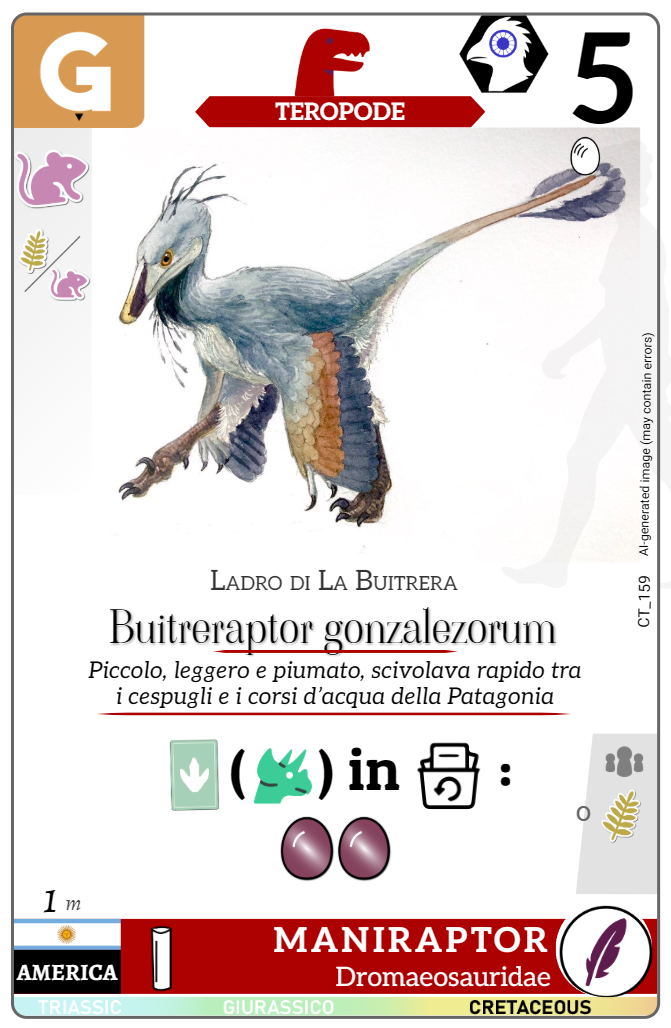 G
TEROPODE
5
AI-generated image (may contain errors)
CT_159
Ladro di La Buitrera
Buitreraptor gonzalezorum
Piccolo, leggero e piumato, scivolava rapido tra
i cespugli e i corsi d'acqua della Patagonia
( ) in :
o
1 m
AMERICA
MANIRAPTOR
Dromaeosauridae
TRIASSIC GIURASSICO CRETACEOUS